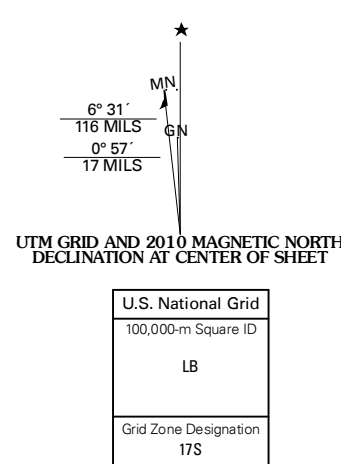 ★
MN
6° 31´
116 MILS
GN
0° 57´
17 MILS
UTM GRID AND 2010 MAGNETIC NORTH
DECLINATION AT CENTER OF SHEET
U.S. National Grid
100,000-m Square ID
LB
Grid Zone Designation
17S